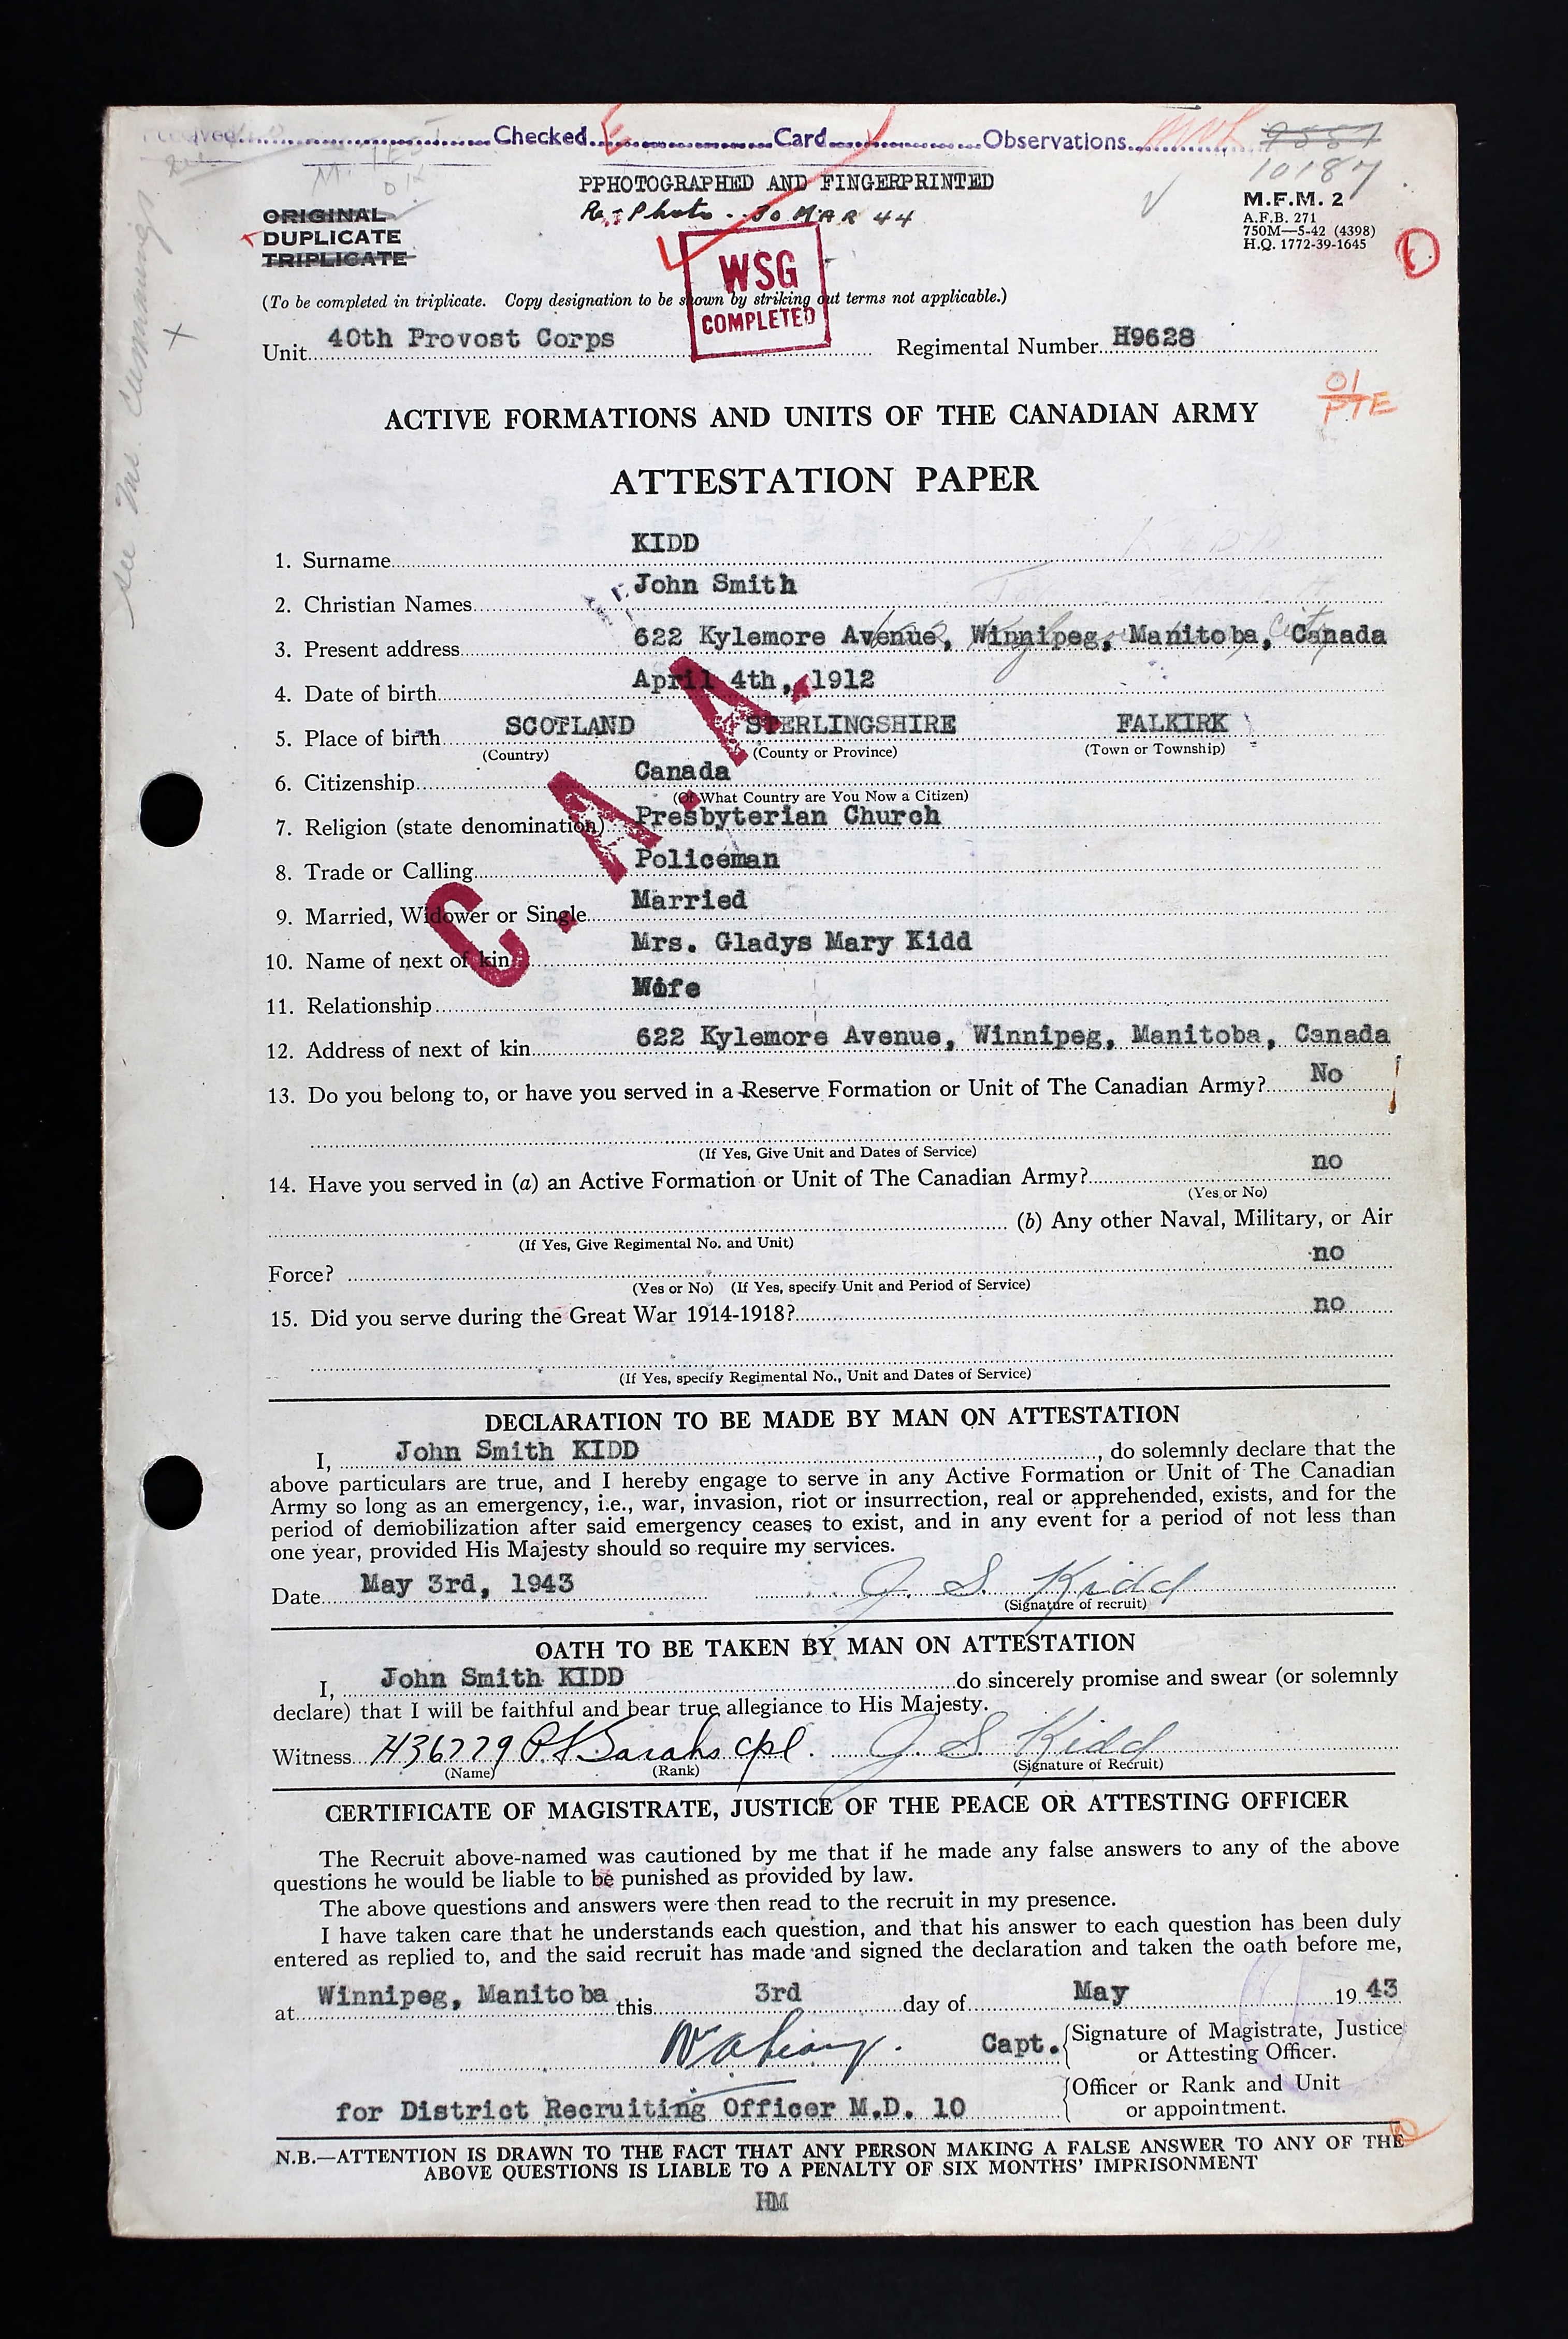 Checked E Card Observations
9887
10187
M. TEST
OK
PPHOTOGRAPHED AND FINGERPRINTED
Re-Photo 30 MAR 44
ORIGINAL
DUPLICATE
TRIPLICATE
M.F.M. 2
A.F.B. 271
750M—5-42 (4398)
H.Q. 1772-39-1645
WSG
COMPLETED
(To be completed in triplicate. Copy designation to be shown by striking out terms not applicable.)
Unit 40th Provost Corps Regimental Number H9628
01
PTE
see Mr. Cummings
ACTIVE FORMATIONS AND UNITS OF THE CANADIAN ARMY
ATTESTATION PAPER
1. Surname KIDD
2. Christian Names John Smith
3. Present address 622 Kylemore Avenue, Winnipeg, Manitoba, Canada
4. Date of birth April 4th, 1912
5. Place of birth SCOTLAND STERLINGSHIRE FALKIRK
(Country) (County or Province) (Town or Township)
6. Citizenship Canada
(Of What Country are You Now a Citizen)
7. Religion (state denomination) Presbyterian Church
8. Trade or Calling Policeman
9. Married, Widower or Single Married
10. Name of next of kin Mrs. Gladys Mary Kidd
11. Relationship Wife
12. Address of next of kin 622 Kylemore Avenue, Winnipeg, Manitoba, Canada
C. A. A.
13. Do you belong to, or have you served in a Reserve Formation or Unit of The Canadian Army? No
(If Yes, Give Unit and Dates of Service)
14. Have you served in (a) an Active Formation or Unit of The Canadian Army? no
(Yes or No)
(b) Any other Naval, Military, or Air
(If Yes, Give Regimental No. and Unit)
Force? no
(Yes or No) (If Yes, specify Unit and Period of Service)
15. Did you serve during the Great War 1914-1918? no
(If Yes, specify Regimental No., Unit and Dates of Service)
DECLARATION TO BE MADE BY MAN ON ATTESTATION
I, John Smith KIDD, do solemnly declare that the
above particulars are true, and I hereby engage to serve in any Active Formation or Unit of The Canadian
Army so long as an emergency, i.e., war, invasion, riot or insurrection, real or apprehended, exists, and for the
period of demobilization after said emergency ceases to exist, and in any event for a period of not less than
one year, provided His Majesty should so require my services.
Date May 3rd, 1943 J. S. Kidd
(Signature of recruit)
OATH TO BE TAKEN BY MAN ON ATTESTATION
I, John Smith KIDD do sincerely promise and swear (or solemnly
declare) that I will be faithful and bear true allegiance to His Majesty.
Witness H36779 Cpl. J. S. Kidd
(Name) (Rank) (Signature of Recruit)
CERTIFICATE OF MAGISTRATE, JUSTICE OF THE PEACE OR ATTESTING OFFICER
The Recruit above-named was cautioned by me that if he made any false answers to any of the above
questions he would be liable to be punished as provided by law.
The above questions and answers were then read to the recruit in my presence.
I have taken care that he understands each question, and that his answer to each question has been duly
entered as replied to, and the said recruit has made and signed the declaration and taken the oath before me,
at Winnipeg, Manitoba this 3rd day of May 19 43
Capt. {Signature of Magistrate, Justice
or Attesting Officer.
{Officer or Rank and Unit
for District Recruiting Officer M.D. 10 or appointment.
N.B.—ATTENTION IS DRAWN TO THE FACT THAT ANY PERSON MAKING A FALSE ANSWER TO ANY OF THE
ABOVE QUESTIONS IS LIABLE TO A PENALTY OF SIX MONTHS' IMPRISONMENT
HM